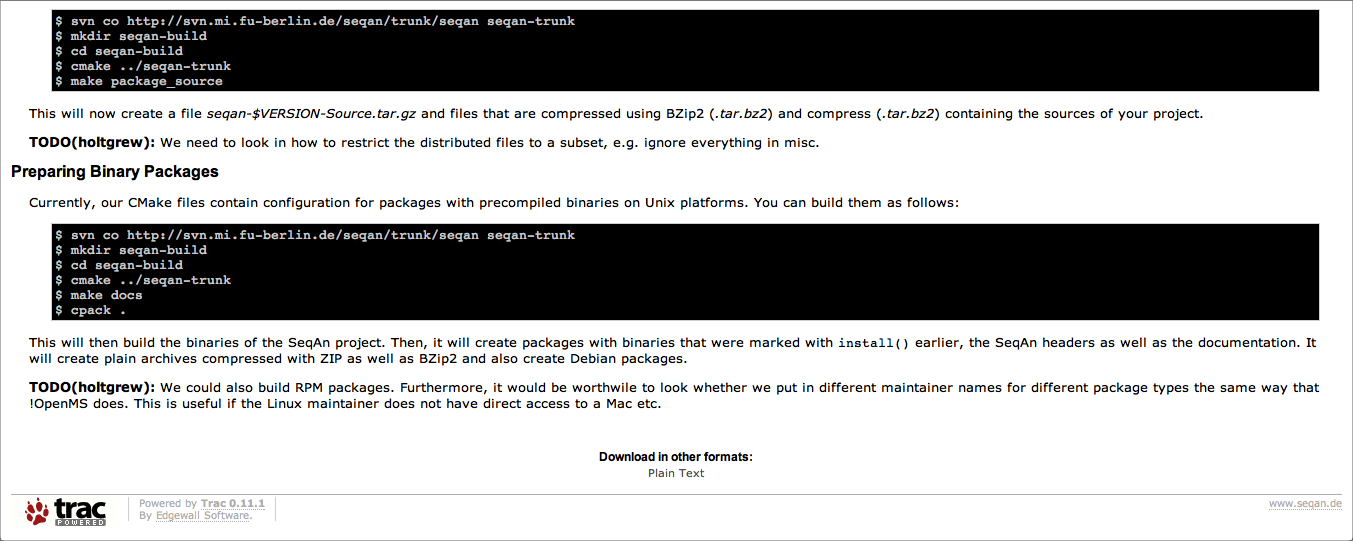 $ svn co http://svn.mi.fu-berlin.de/seqan/trunk/seqan seqan-trunk
$ mkdir seqan-build
$ cd seqan-build
$ cmake ../seqan-trunk
$ make package_source
This will now create a file seqan-$VERSION-Source.tar.gz and files that are compressed using BZip2 (.tar.bz2) and compress (.tar.bz2) containing the sources of your project.
TODO(holtgrew): We need to look in how to restrict the distributed files to a subset, e.g. ignore everything in misc.
Preparing Binary Packages
Currently, our CMake files contain configuration for packages with precompiled binaries on Unix platforms. You can build them as follows:
$ svn co http://svn.mi.fu-berlin.de/seqan/trunk/seqan seqan-trunk
$ mkdir seqan-build
$ cd seqan-build
$ cmake ../seqan-trunk
$ make docs
$ cpack .
This will then build the binaries of the SeqAn project. Then, it will create packages with binaries that were marked with install() earlier, the SeqAn headers as well as the documentation. It
will create plain archives compressed with ZIP as well as BZip2 and also create Debian packages.
TODO(holtgrew): We could also build RPM packages. Furthermore, it would be worthwile to look whether we put in different maintainer names for different package types the same way that
!OpenMS does. This is useful if the Linux maintainer does not have direct access to a Mac etc.
Download in other formats:
Plain Text
trac
POWERED
Powered by Trac 0.11.1
By Edgewall Software.
www.seqan.de